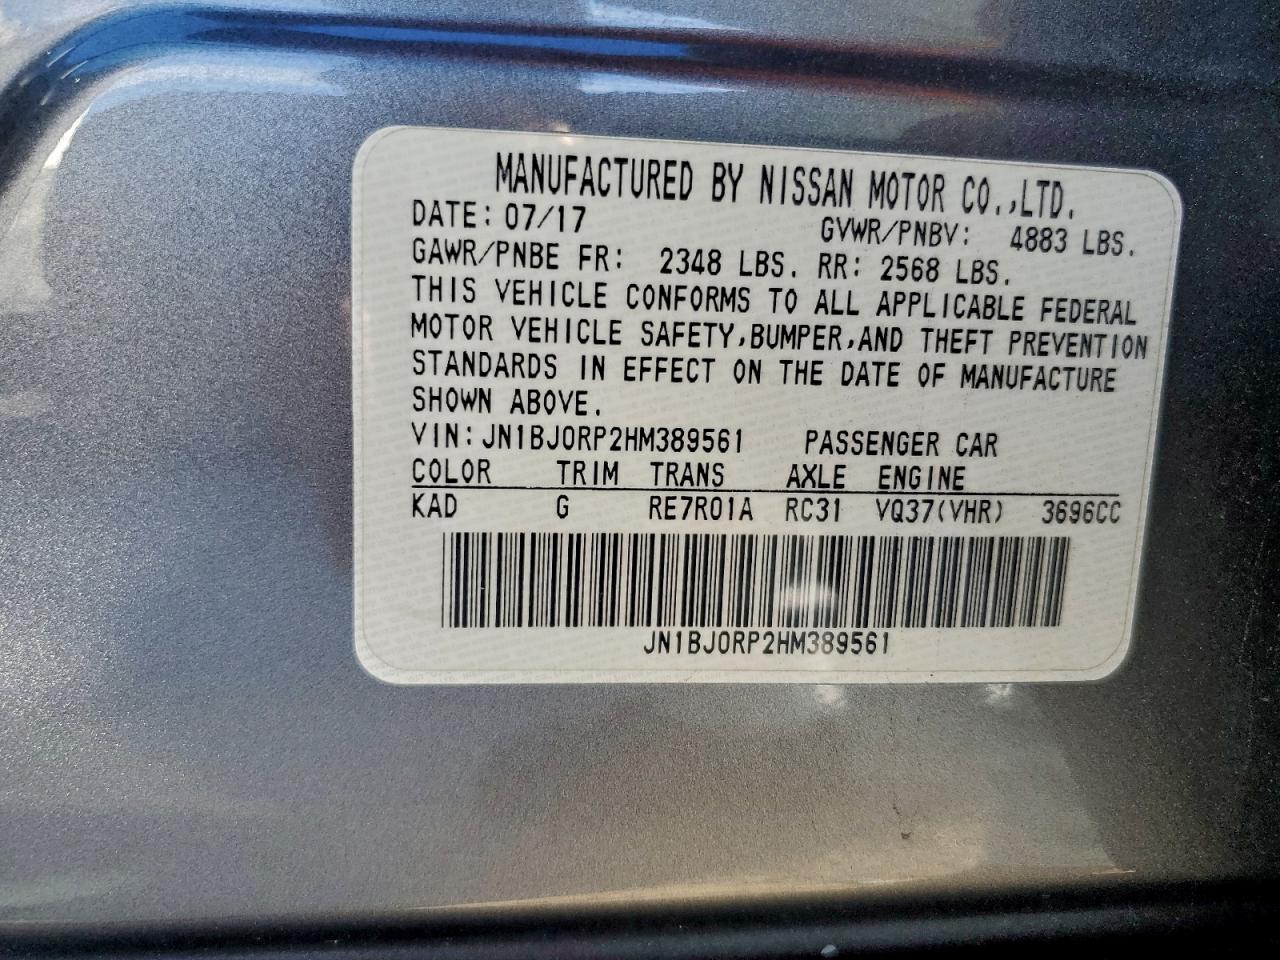 MANUFACTURED BY NISSAN MOTOR CO.,LTD.
DATE: 07/17 GVWR/PNBV: 4883 LBS.
GAWR/PNBE FR: 2348 LBS. RR: 2568 LBS.
THIS VEHICLE CONFORMS TO ALL APPLICABLE FEDERAL
MOTOR VEHICLE SAFETY,BUMPER,AND THEFT PREVENTION
STANDARDS IN EFFECT ON THE DATE OF MANUFACTURE
SHOWN ABOVE.
VIN:JN1BJ0RP2HM389561 PASSENGER CAR
COLOR TRIM TRANS AXLE ENGINE
KAD G RE7R01A RC31 VQ37(VHR) 3696CC
JN1BJ0RP2HM389561